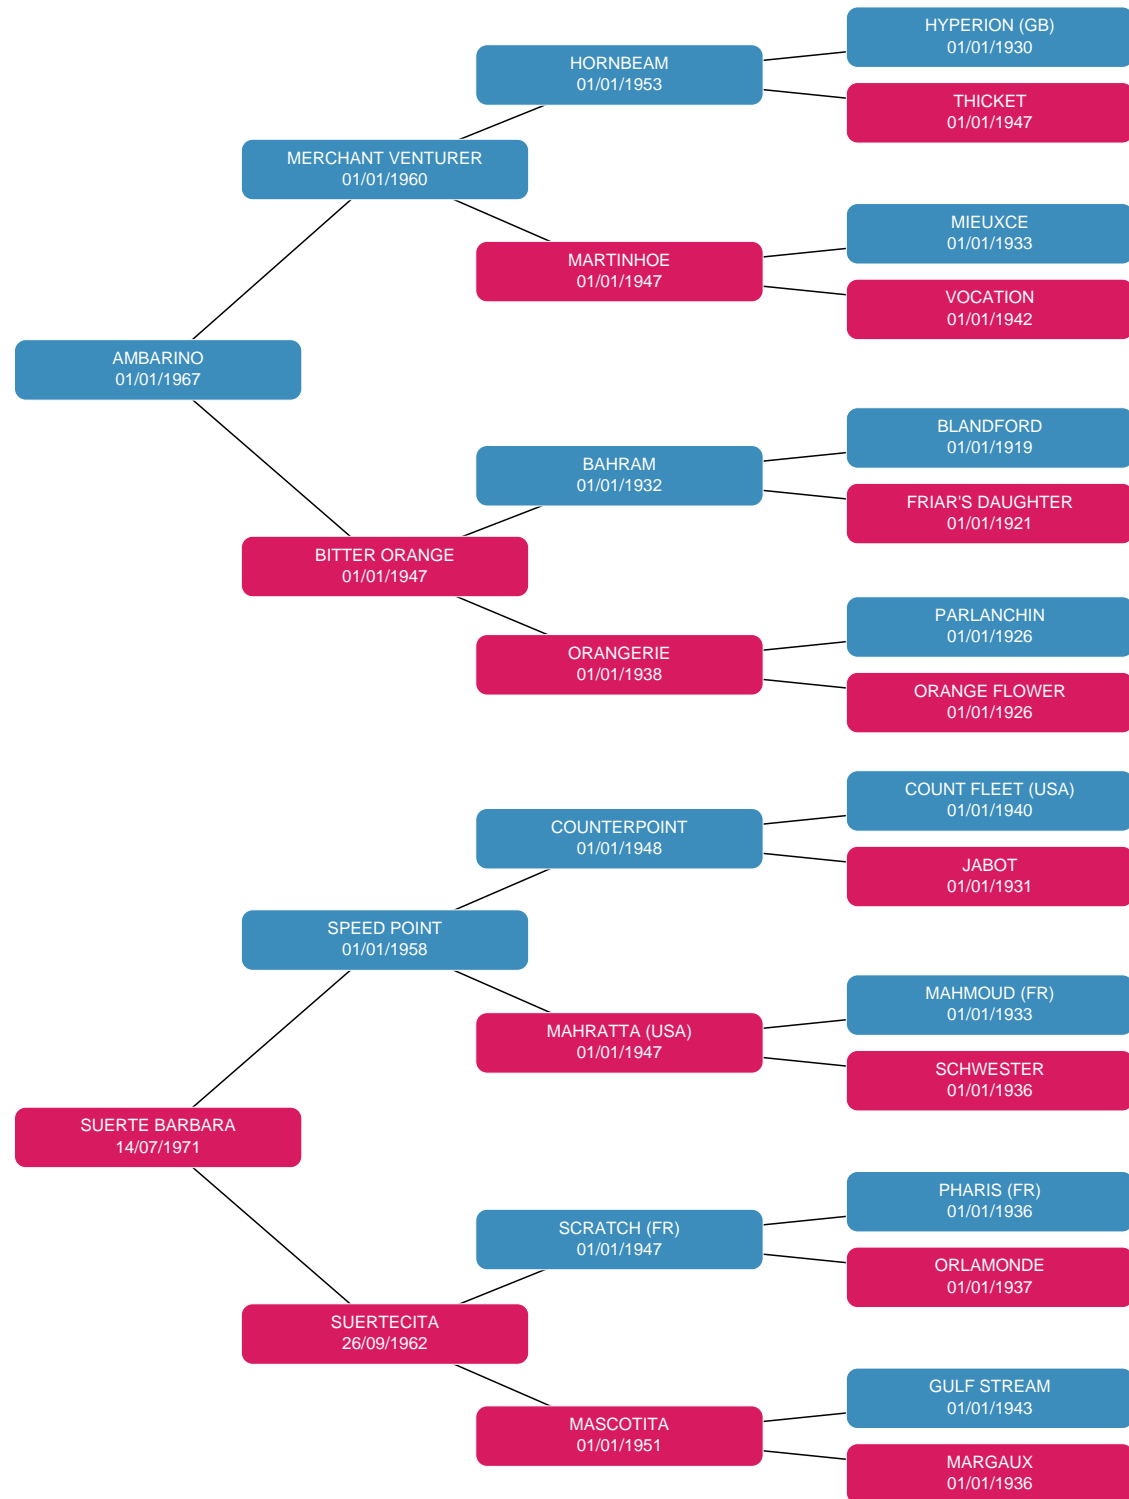 HYPERION (GB)
01/01/1930
HORNBEAM
01/01/1953
THICKET
01/01/1947
MERCHANT VENTURER
01/01/1960
MIEUXCE
01/01/1933
MARTINHOE
01/01/1947
VOCATION
01/01/1942
AMBARINO
01/01/1967
BLANDFORD
01/01/1919
BAHRAM
01/01/1932
FRIAR'S DAUGHTER
01/01/1921
BITTER ORANGE
01/01/1947
PARLANCHIN
01/01/1926
ORANGERIE
01/01/1938
ORANGE FLOWER
01/01/1926
COUNT FLEET (USA)
01/01/1940
COUNTERPOINT
01/01/1948
JABOT
01/01/1931
SPEED POINT
01/01/1958
MAHMOUD (FR)
01/01/1933
MAHRATTA (USA)
01/01/1947
SCHWESTER
01/01/1936
SUERTE BARBARA
14/07/1971
PHARIS (FR)
01/01/1936
SCRATCH (FR)
01/01/1947
ORLAMONDE
01/01/1937
SUERTECITA
26/09/1962
GULF STREAM
01/01/1943
MASCOTITA
01/01/1951
MARGAUX
01/01/1936